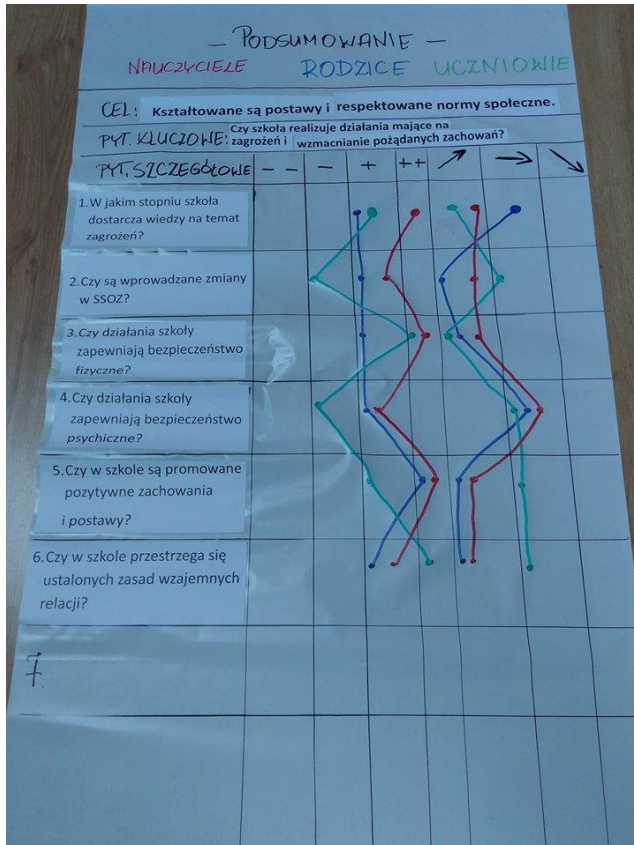 — PODSUMOWANIE —
NAUCZYCIELE RODZICE UCZNIOWIE
CEL: Kształtowane są postawy i respektowane normy społeczne.
PYT. KLUCZOWE: Czy szkoła realizuje działania mające na
zagrożeń i wzmacnianie pożądanych zachowań?
PYT. SZCZEGÓŁOWE - - - + ++ ↗ → ↘
1. W jakim stopniu szkoła
dostarcza wiedzy na temat
zagrożeń?
2. Czy są wprowadzane zmiany
w SSOZ?
3. Czy działania szkoły
zapewniają bezpieczeństwo
fizyczne?
4. Czy działania szkoły
zapewniają bezpieczeństwo
psychiczne?
5. Czy w szkole są promowane
pozytywne zachowania
i postawy?
6. Czy w szkole przestrzega się
ustalonych zasad wzajemnych
relacji?
7.